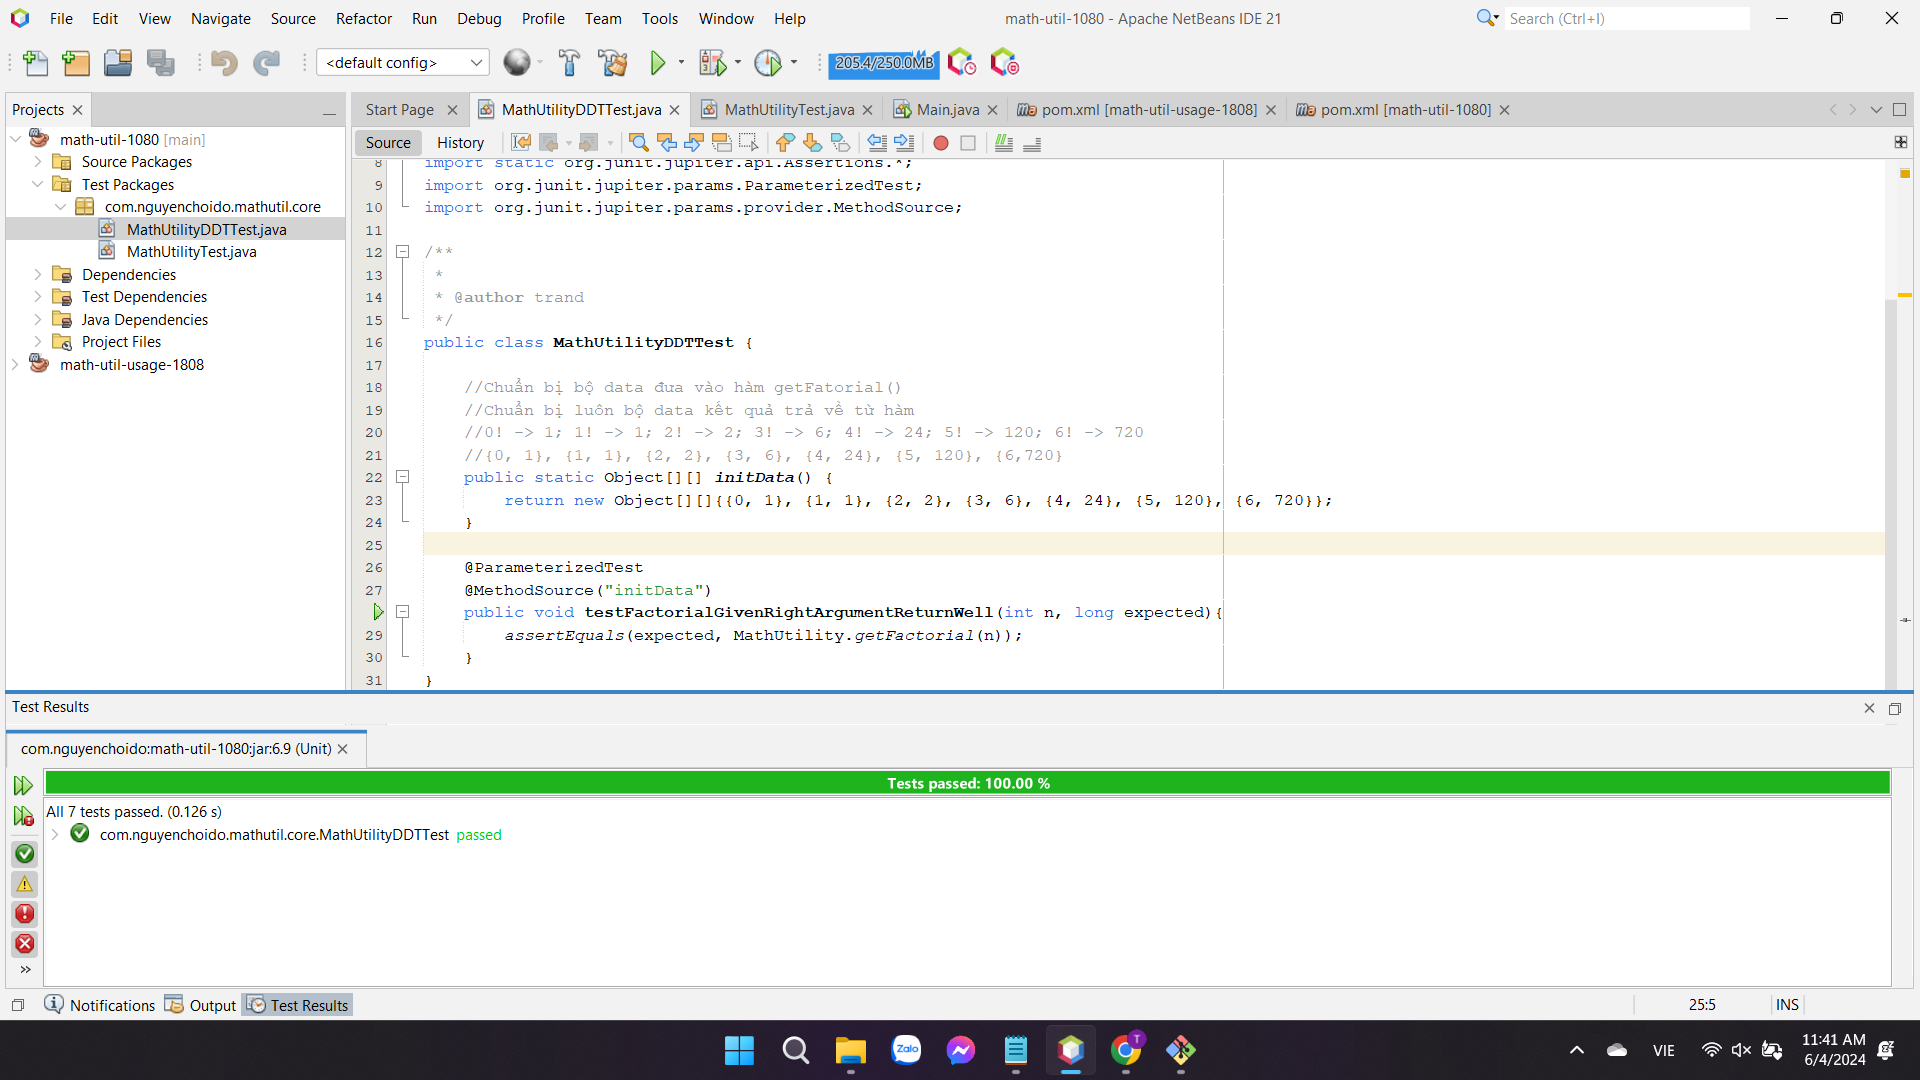 File Edit View Navigate Source Refactor Run Debug Profile Team Tools Window Help
math-util-1080 - Apache NetBeans IDE 21
Search (Ctrl+I)
<default config>
205.4/250.0MB
Projects
math-util-1080 [main]
Source Packages
Test Packages
com.nguyenchoido.mathutil.core
MathUtilityDDTTest.java
MathUtilityTest.java
Dependencies
Test Dependencies
Java Dependencies
Project Files
math-util-usage-1808
Start Page MathUtilityDDTTest.java MathUtilityTest.java Main.java pom.xml [math-util-usage-1808] pom.xml [math-util-1080]
Source History
8 import static org.junit.jupiter.api.Assertions.*;
9 import org.junit.jupiter.params.ParameterizedTest;
10 import org.junit.jupiter.params.provider.MethodSource;
11
12 /**
13 *
14 * @author trand
15 */
16 public class MathUtilityDDTTest {
17
18 //Chuẩn bị bộ data đưa vào hàm getFatorial()
19 //Chuẩn bị luôn bộ data kết quả trả về từ hàm
20 //0! -> 1; 1! -> 1; 2! -> 2; 3! -> 6; 4! -> 24; 5! -> 120; 6! -> 720
21 //{0, 1}, {1, 1}, {2, 2}, {3, 6}, {4, 24}, {5, 120}, {6,720}
22 public static Object[][] initData() {
23 return new Object[][]{{0, 1}, {1, 1}, {2, 2}, {3, 6}, {4, 24}, {5, 120}, {6, 720}};
24 }
25
26 @ParameterizedTest
27 @MethodSource("initData")
public void testFactorialGivenRightArgumentReturnWell(int n, long expected){
29 assertEquals(expected, MathUtility.getFactorial(n));
30 }
31 }
Test Results
com.nguyenchoido:math-util-1080:jar:6.9 (Unit)
Tests passed: 100.00 %
All 7 tests passed. (0.126 s)
com.nguyenchoido.mathutil.core.MathUtilityDDTTest passed
Notifications Output Test Results
25:5 INS
Zalo
T
VIE
11:41 AM
6/4/2024